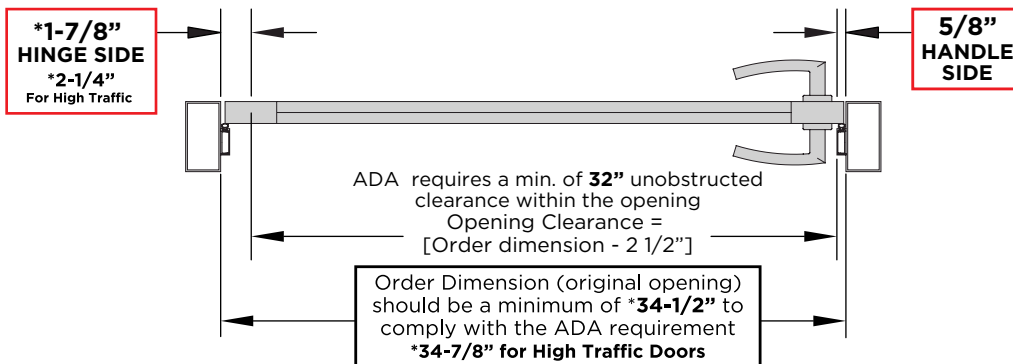 *1-7/8”
HINGE SIDE
*2-1/4”
For High Traffic
5/8”
HANDLE
SIDE
ADA requires a min. of 32” unobstructed
clearance within the opening
Opening Clearance =
[Order dimension - 2 1/2”]
Order Dimension (original opening)
should be a minimum of *34-1/2” to
comply with the ADA requirement
*34-7/8” for High Traffic Doors